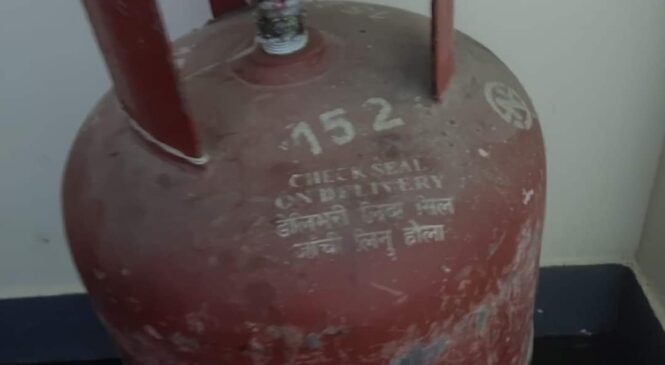 152
CHECK SEAL
ON DELIVERY
डेलिभरी लिदा सिल
जाँची लिनु होला